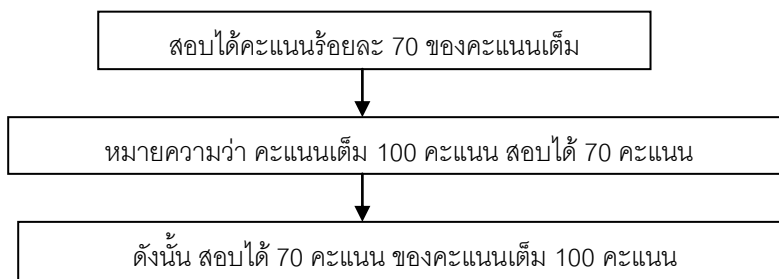 สอบได้คะแนนร้อยละ 70 ของคะแนนเต็ม
หมายความว่า คะแนนเต็ม 100 คะแนน สอบได้ 70 คะแนน
ดังนั้น สอบได้ 70 คะแนน ของคะแนนเต็ม 100 คะแนน